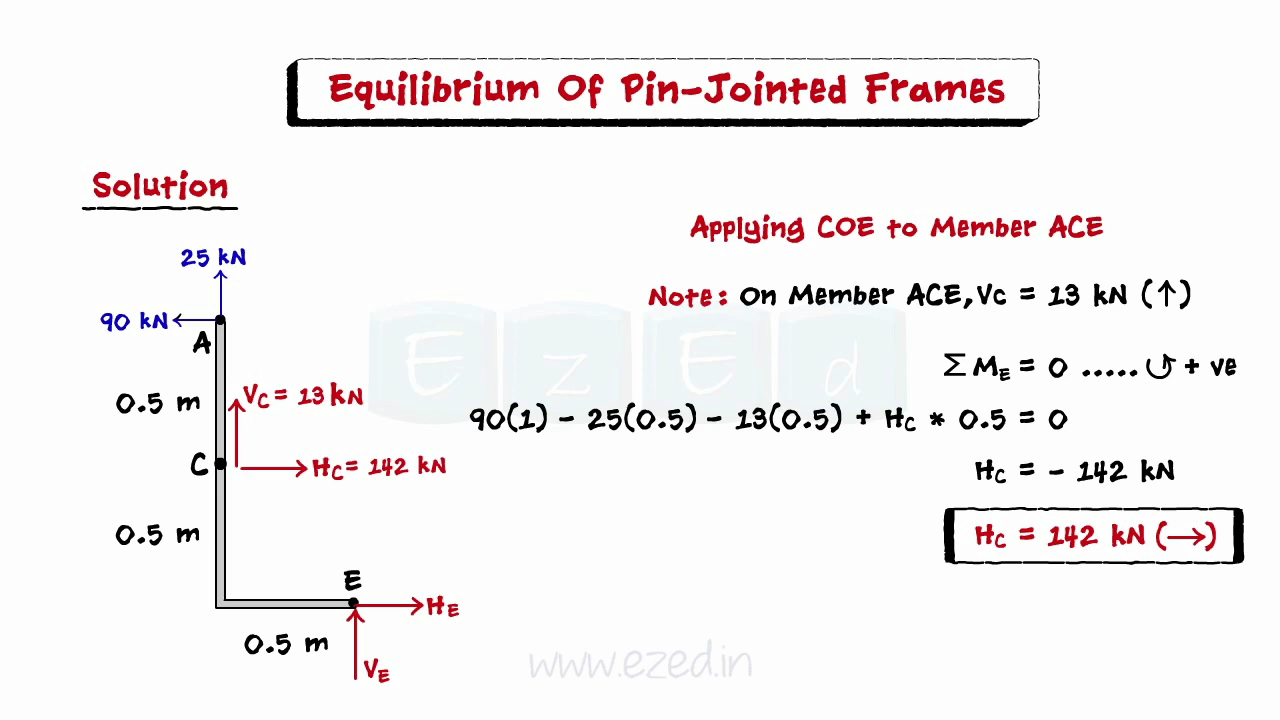 Equilibrium Of Pin-Jointed Frames
Solution
Applying COE to Member ACE
Note: On Member ACE, Vc = 13 kN (↑)
Σ ME = 0 ..... ↺ + ve
90(1) - 25(0.5) - 13(0.5) + HC * 0.5 = 0
HC = - 142 kN
HC = 142 kN (→)
25 kN
90 kN
A
0.5 m
VC = 13 kN
C
HC = 142 kN
0.5 m
E
HE
0.5 m
VE
EzEd
www.ezed.in